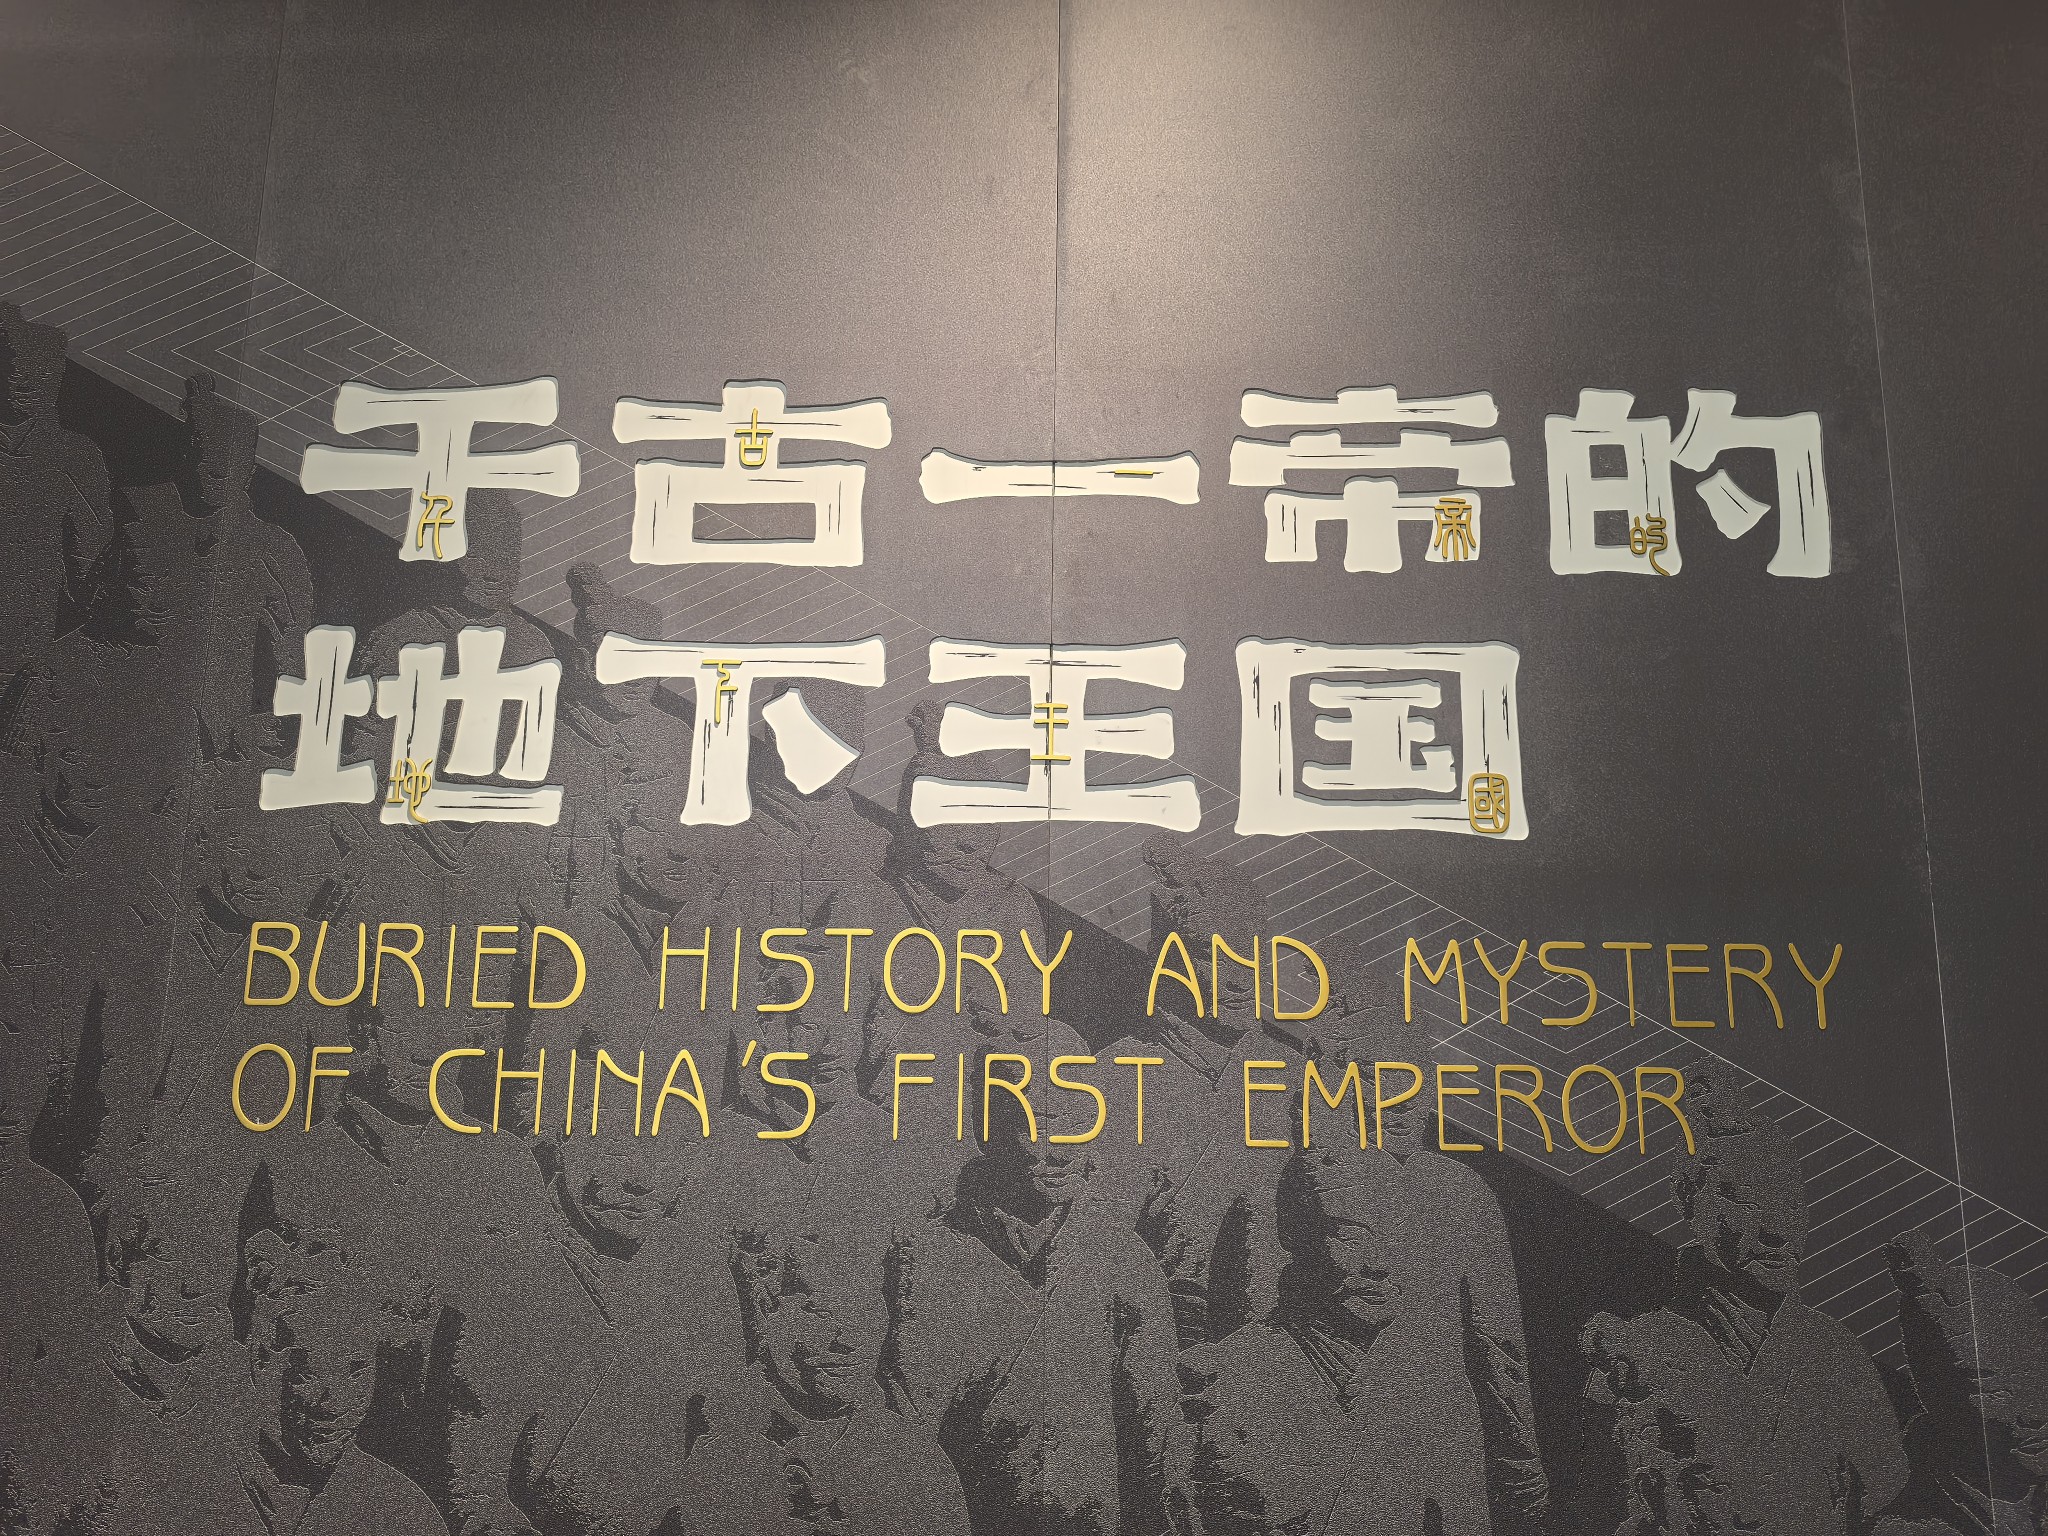 千古一帝的
地下王国
BURIED HISTORY AND MYSTERY
OF CHINA'S FIRST EMPEROR